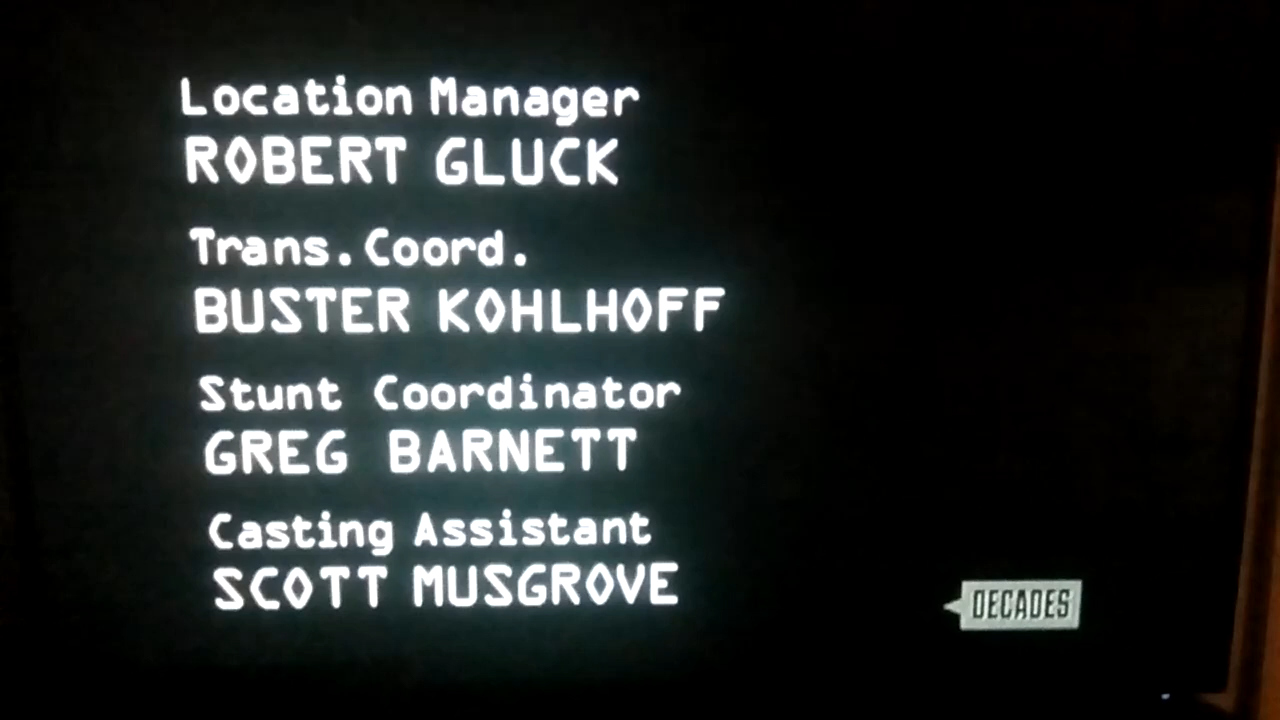 Location Manager
ROBERT GLUCK
Trans.Coord.
BUSTER KOHLHOFF
Stunt Coordinator
GREG BARNETT
Casting Assistant
SCOTT MUSGROVE
DECADES